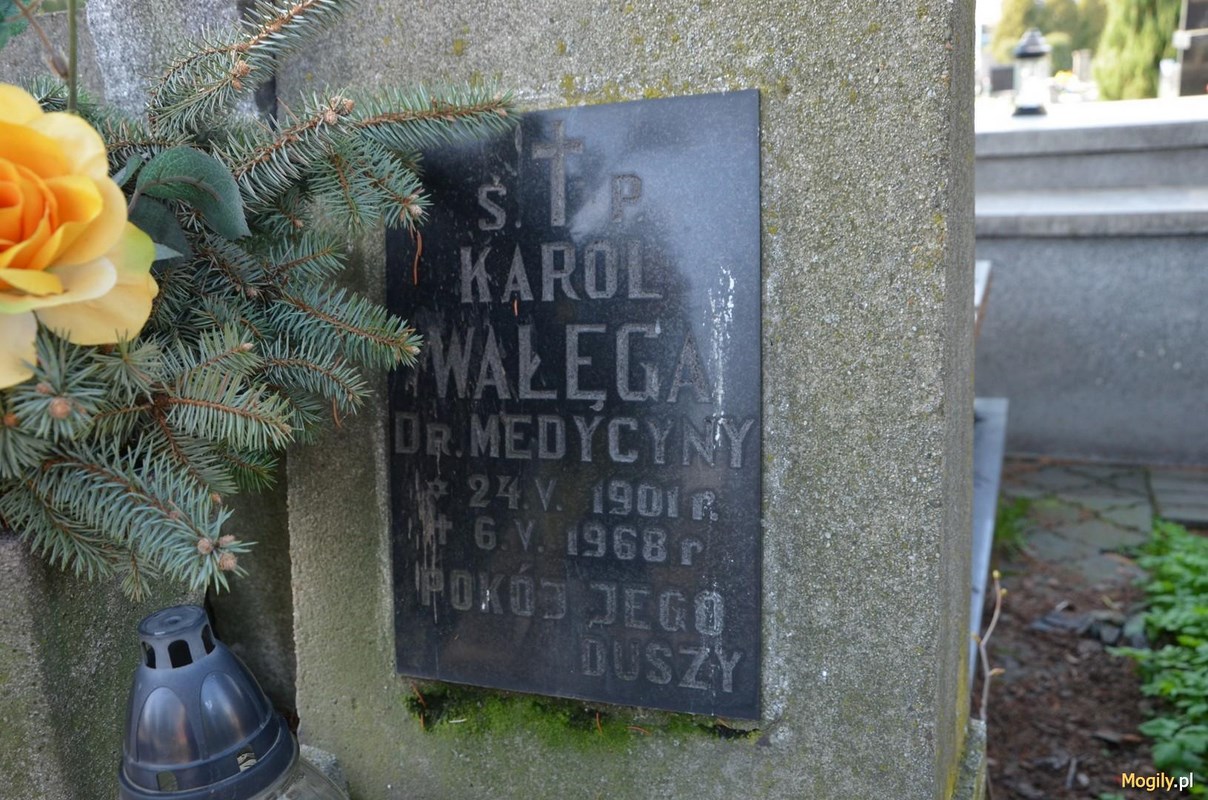 Ś. P.
KAROL
WAŁĘGA
DR. MEDYCYNY
* 24.V. 1901 r.
† 6.V. 1968 r
POKÓJ JEGO
DUSZY
Mogily.pl